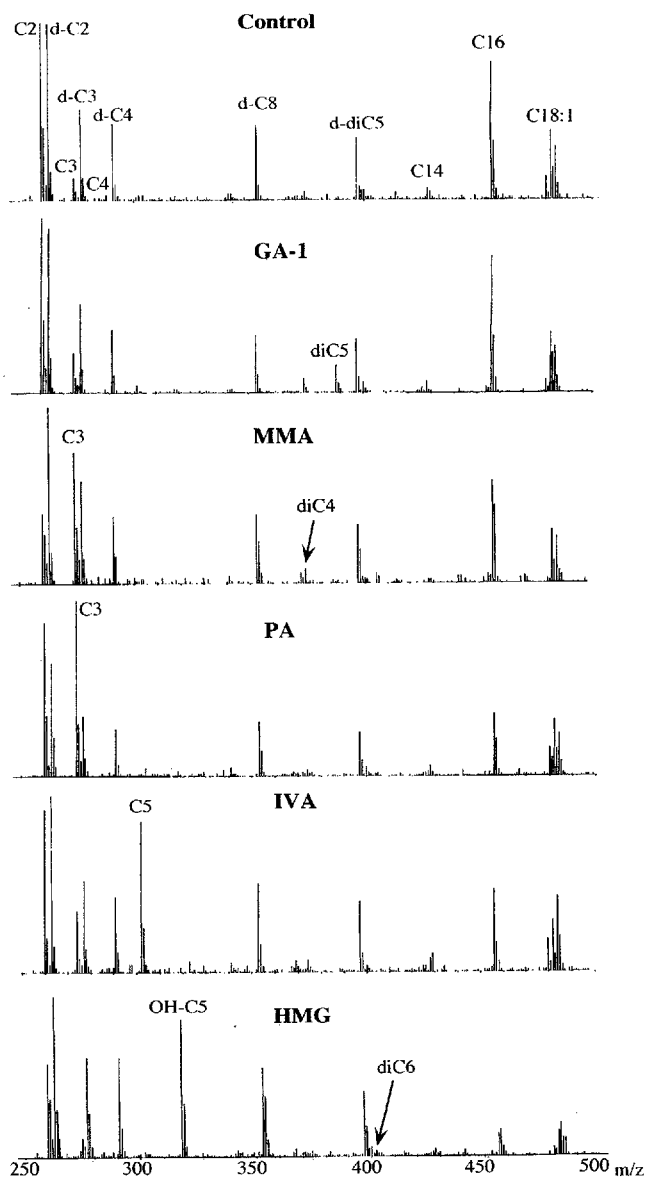 Control
C2
d-C2
C16
d-C3
d-C4
d-C8
d-diC5
C18:1
C3
C4
C14
GA-1
diC5
MMA
C3
diC4
C3
PA
IVA
C5
OH-C5
HMG
diC6
250 300 350 400 450 500 m/z